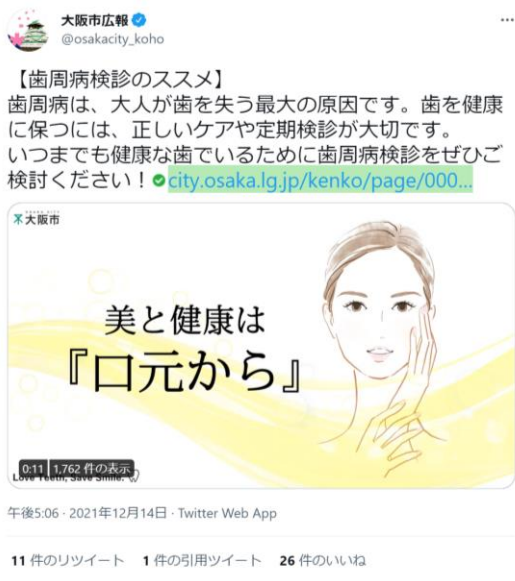 大阪市広報
@osakacity_koho
【歯周病検診のススメ】
歯周病は、大人が歯を失う最大の原因です。歯を健康
に保つには、正しいケアや定期検診が大切です。
いつまでも健康な歯でいるために歯周病検診をぜひご
検討ください！city.osaka.lg.jp/kenko/page/000...
大阪市
美と健康は
『口元から』
0:11 1,762 件の表示
Love Teeth, Save Smile.
午後5:06 · 2021年12月14日 · Twitter Web App
11 件のリツイート 1 件の引用ツイート 26 件のいいね